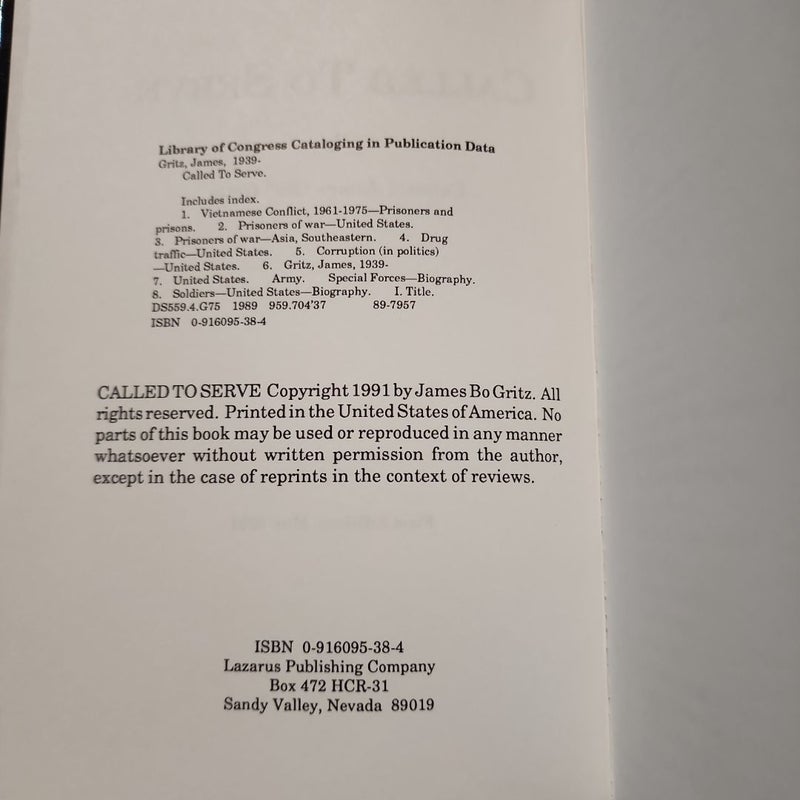 Library of Congress Cataloging in Publication Data
Gritz, James, 1939-
Called To Serve.
Includes index.
1. Vietnamese Conflict, 1961-1975—Prisoners and
prisons. 2. Prisoners of war—United States.
3. Prisoners of war—Asia, Southeastern. 4. Drug
traffic—United States. 5. Corruption (in politics)
—United States. 6. Gritz, James, 1939-
7. United States. Army. Special Forces—Biography.
8. Soldiers—United States—Biography. I. Title.
DS559.4.G75 1989 959.704'37 89-7957
ISBN 0-916095-38-4
CALLED TO SERVE Copyright 1991 by James Bo Gritz. All
rights reserved. Printed in the United States of America. No
parts of this book may be used or reproduced in any manner
whatsoever without written permission from the author,
except in the case of reprints in the context of reviews.
ISBN 0-916095-38-4
Lazarus Publishing Company
Box 472 HCR-31
Sandy Valley, Nevada 89019